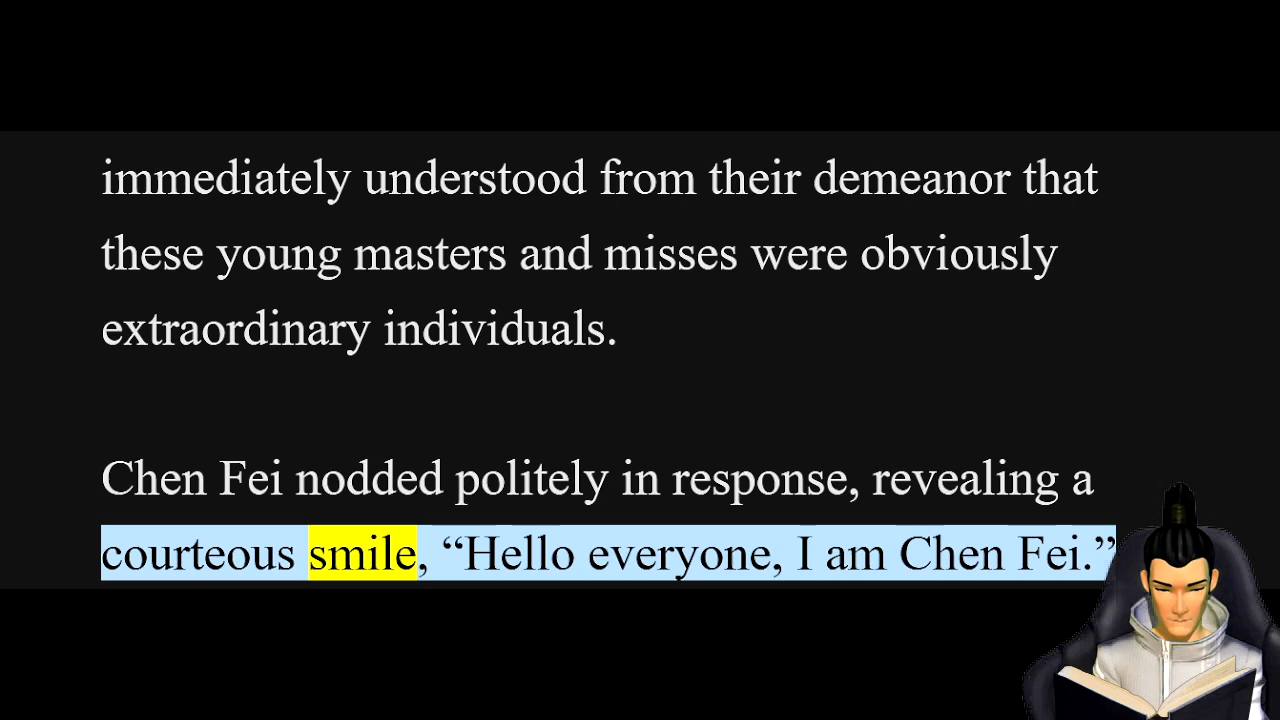 immediately understood from their demeanor that
these young masters and misses were obviously
extraordinary individuals.
Chen Fei nodded politely in response, revealing a
courteous smile, “Hello everyone, I am Chen Fei.”